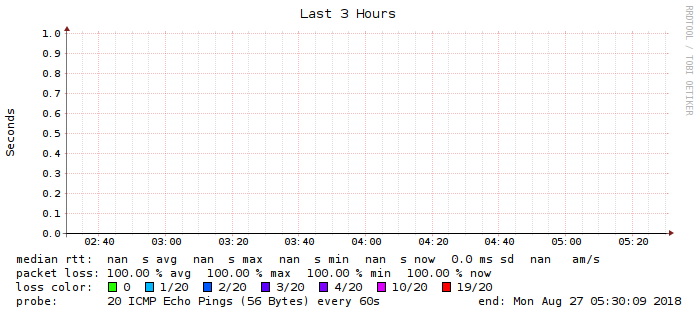 Last 3 Hours
RRDTOOL / TOBI OETIKER
Seconds
1.0
0.9
0.8
0.7
0.6
0.5
0.4
0.3
0.2
0.1
0.0
02:40 03:00 03:20 03:40 04:00 04:20 04:40 05:00 05:20
median rtt: nan s avg nan s max nan s min nan s now 0.0 ms sd nan am/s
packet loss: 100.00 % avg 100.00 % max 100.00 % min 100.00 % now
loss color: 0 1/20 2/20 3/20 4/20 10/20 19/20
probe: 20 ICMP Echo Pings (56 Bytes) every 60s end: Mon Aug 27 05:30:09 2018